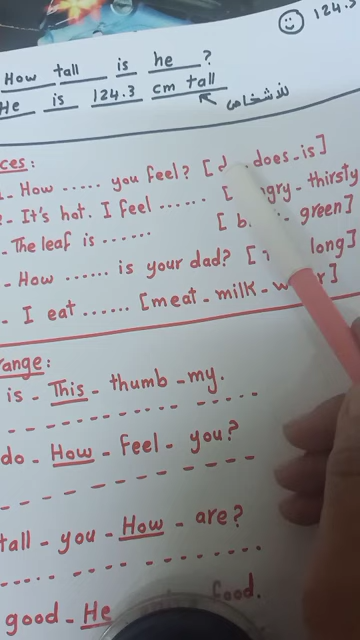 124.3
How tall is he ?
He is 124.3 cm tall
للأشخاص
ces:
- How ...... you feel? [ d - does - is ]
- It's hot. I feel ...... [ ngry - thirsty
- The leaf is ...... [ b - green ]
- How ...... is your dad? [ long ]
- I eat ...... [ meat - milk - w r ]
range:
is - This - thumb - my.
do - How - feel - you?
tall - you - How - are?
good - He food.